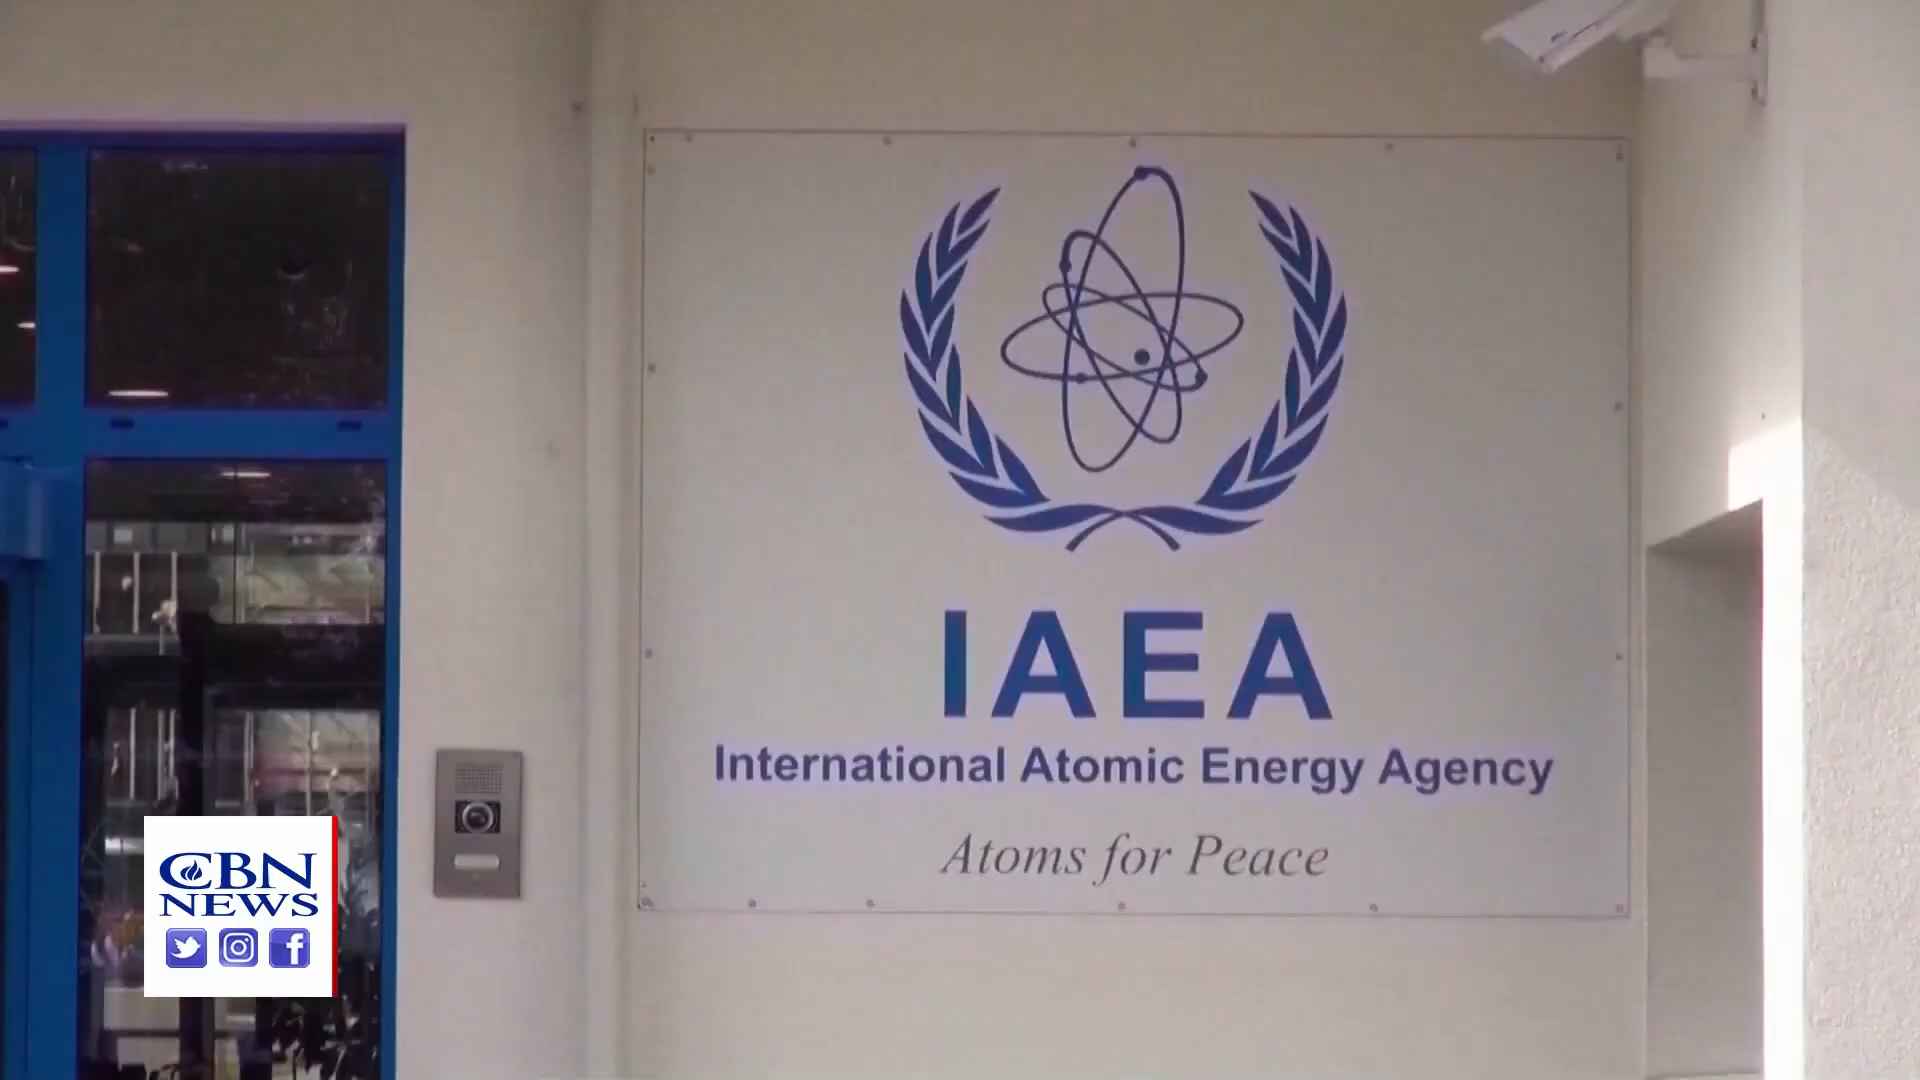 IAEA
International Atomic Energy Agency
Atoms for Peace
CBN
NEWS